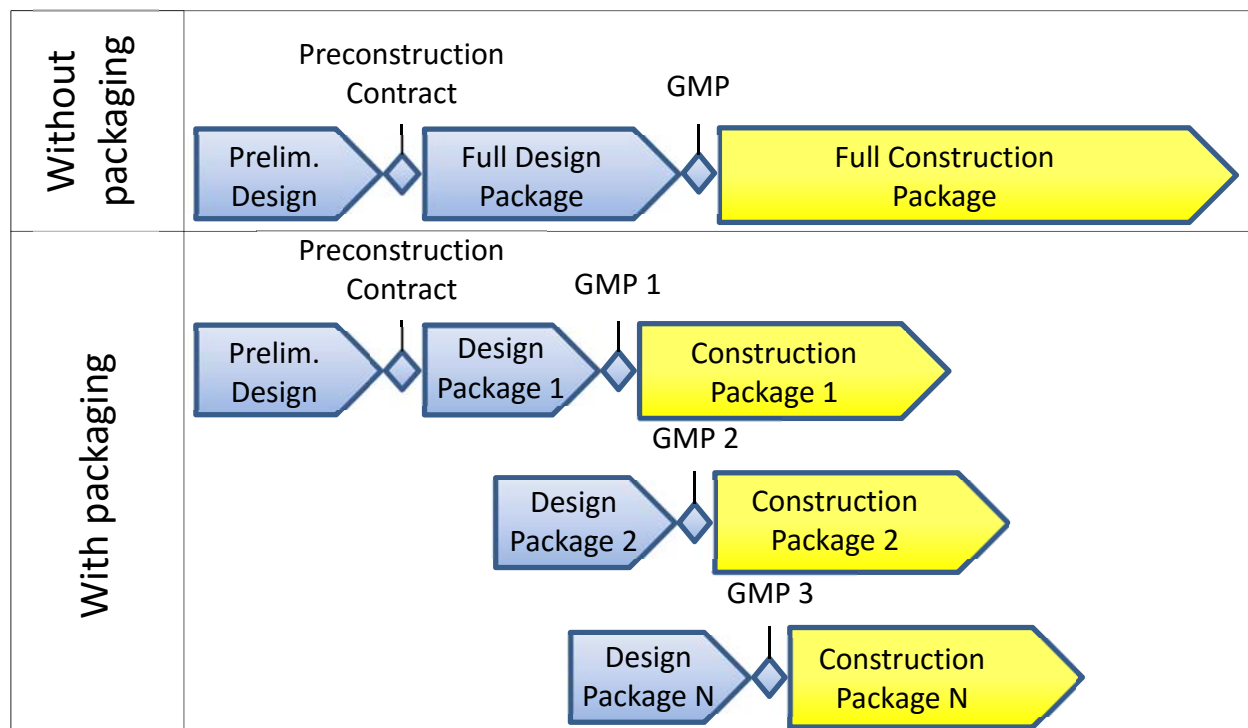 Without
packaging
Preconstruction
Contract
GMP
Prelim.
Design
Full Design
Package
Full Construction
Package
With packaging
Preconstruction
Contract
GMP 1
Prelim.
Design
Design
Package 1
Construction
Package 1
GMP 2
Design
Package 2
Construction
Package 2
GMP 3
Design
Package N
Construction
Package N